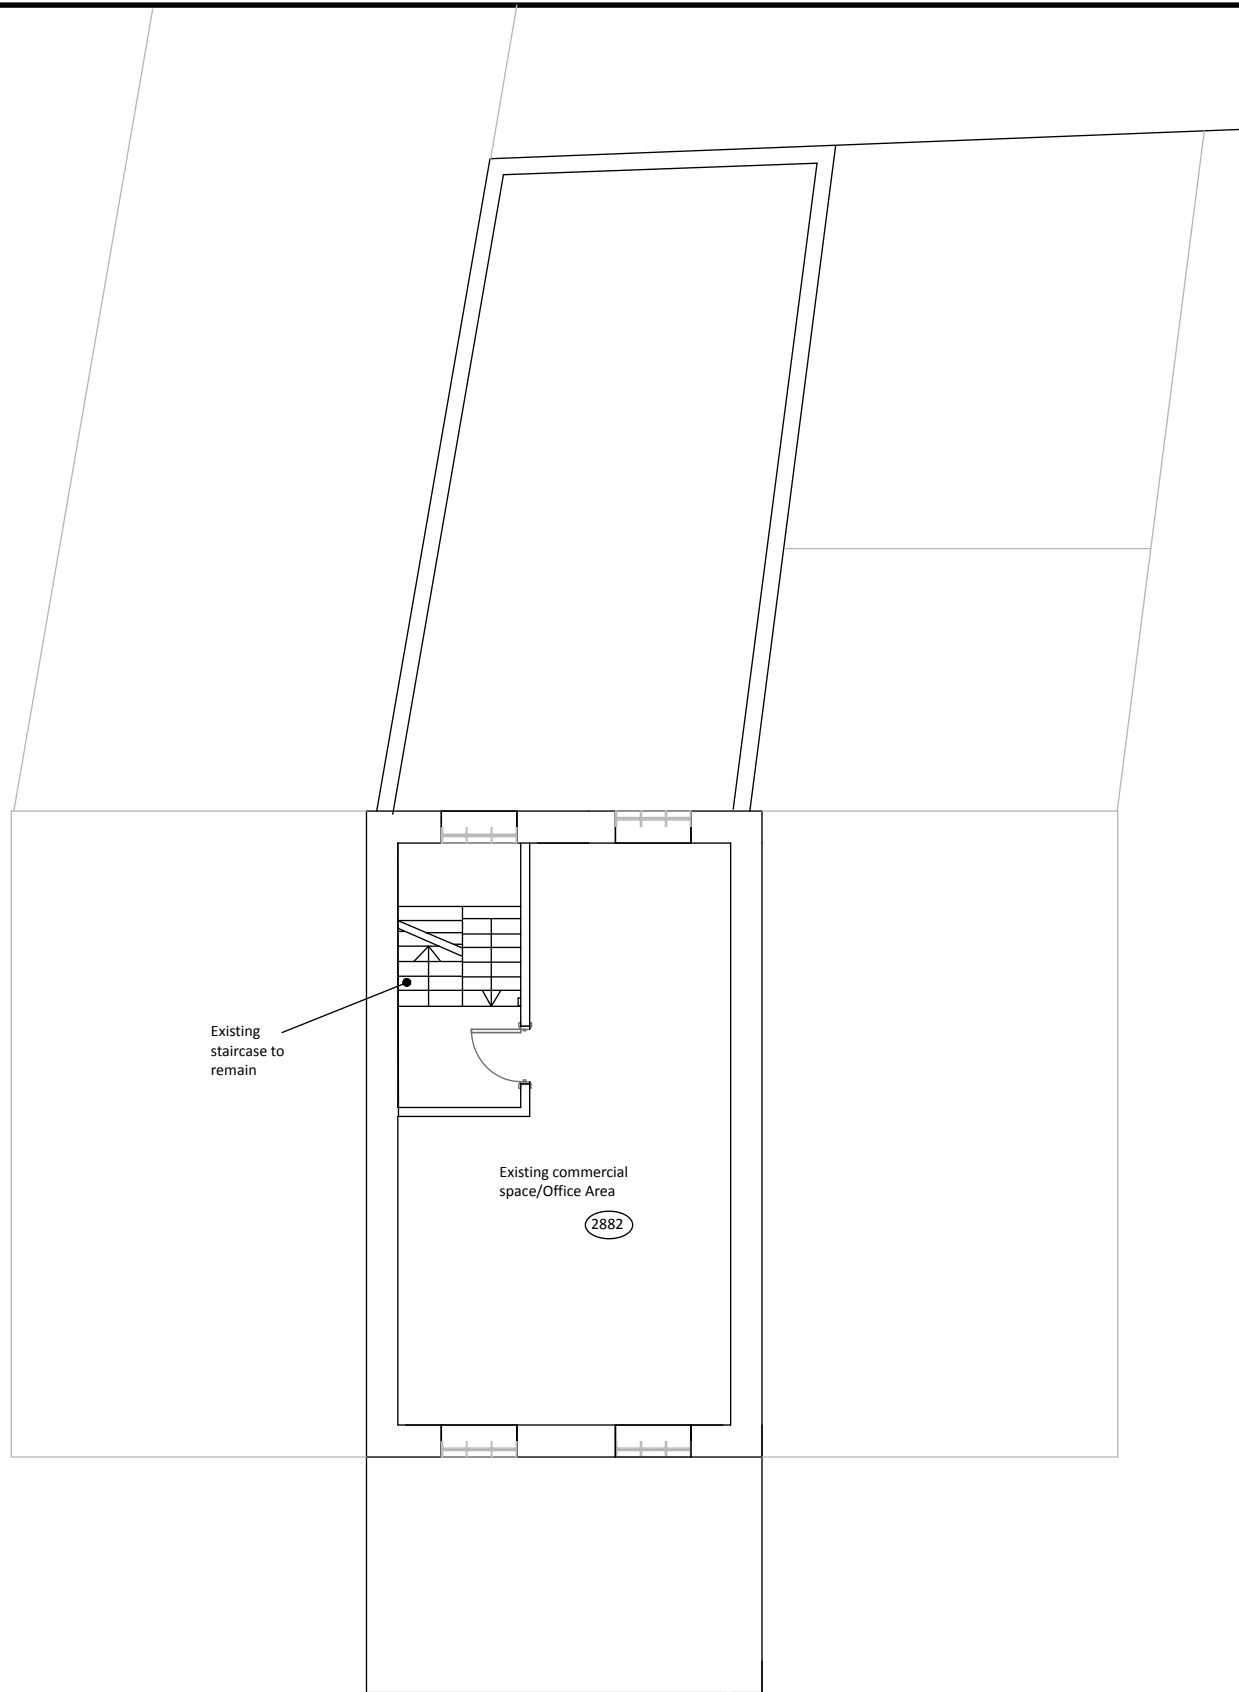 Existing
staircase to
remain
Existing commercial
space/Office Area
2882